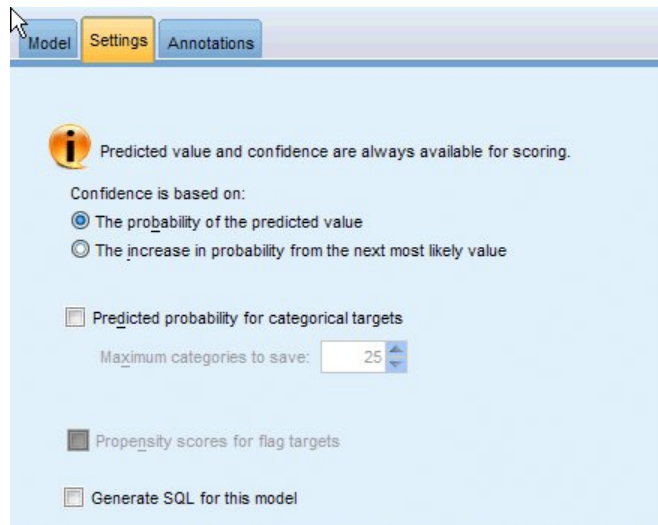 Model Settings Annotations
Predicted value and confidence are always available for scoring.
Confidence is based on:
The probability of the predicted value
The increase in probability from the next most likely value
Predicted probability for categorical targets
Maximum categories to save: 25
Propensity scores for flag targets
Generate SQL for this model